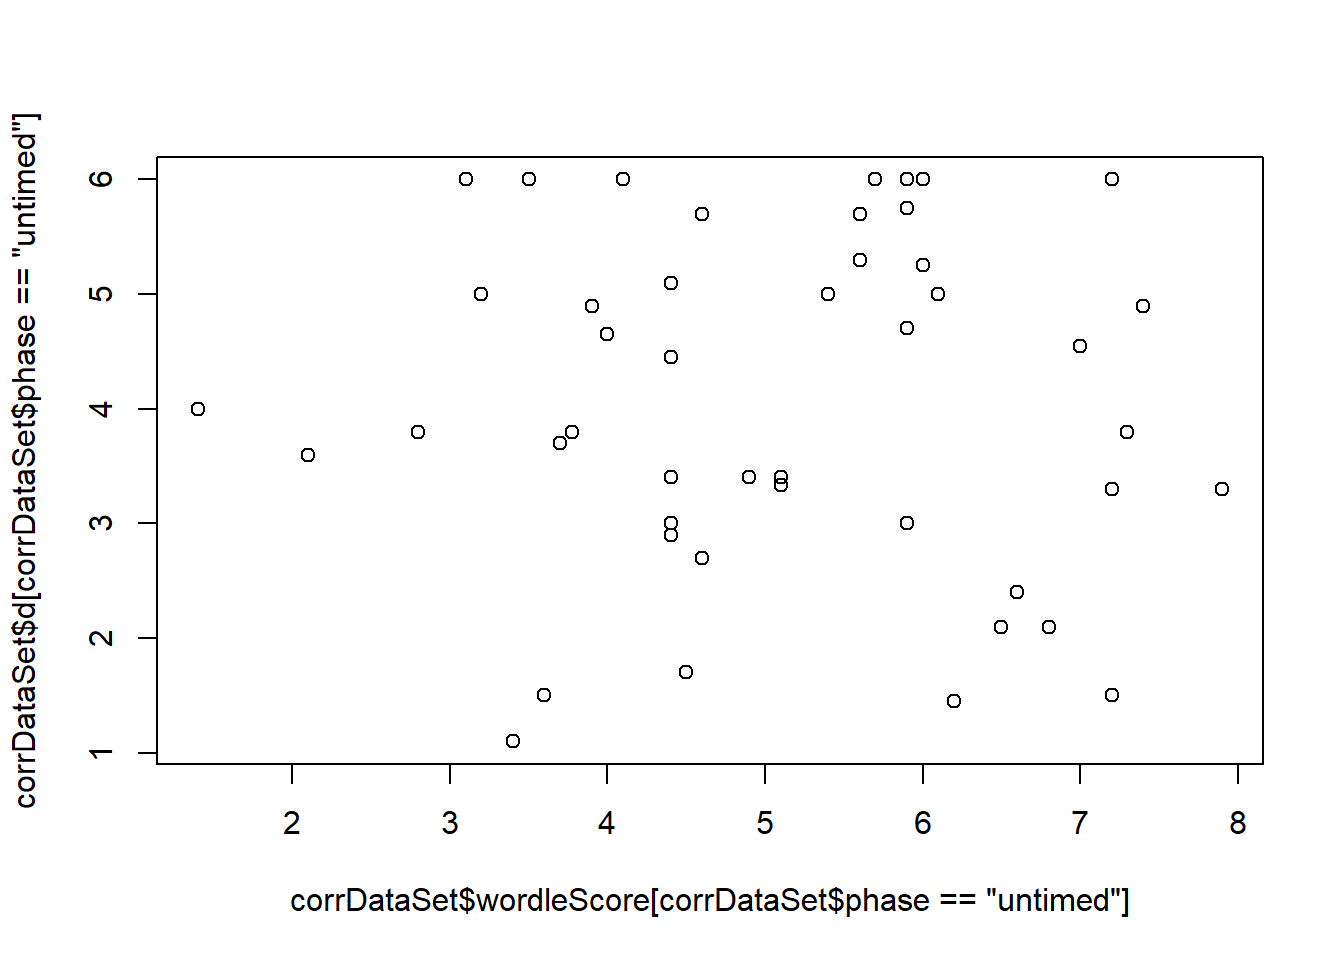 corrDataSet$d[corrDataSet$phase == "untimed"]
6
5
4
3
2
1
2 3 4 5 6 7 8
corrDataSet$wordleScore[corrDataSet$phase == "untimed"]